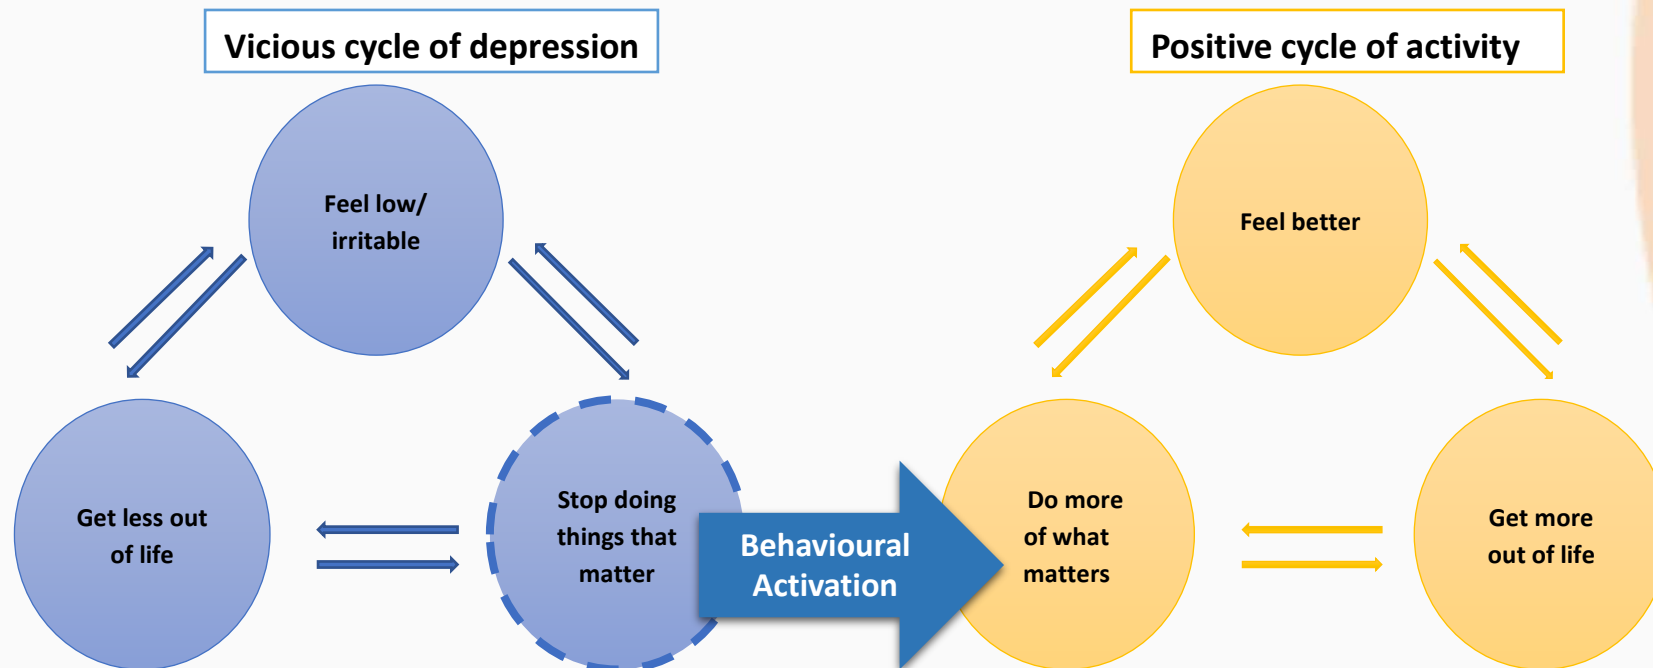 Vicious cycle of depression
Positive cycle of activity
Feel low/
irritable
Feel better
Get less out
of life
Stop doing
things that
matter
Behavioural
Activation
Do more
of what
matters
Get more
out of life